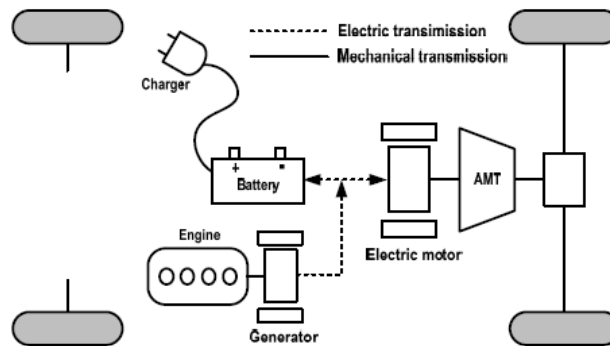 Electric transimission
Mechanical transmission
Charger
+ -
Battery
AMT
Engine
Electric motor
Generator